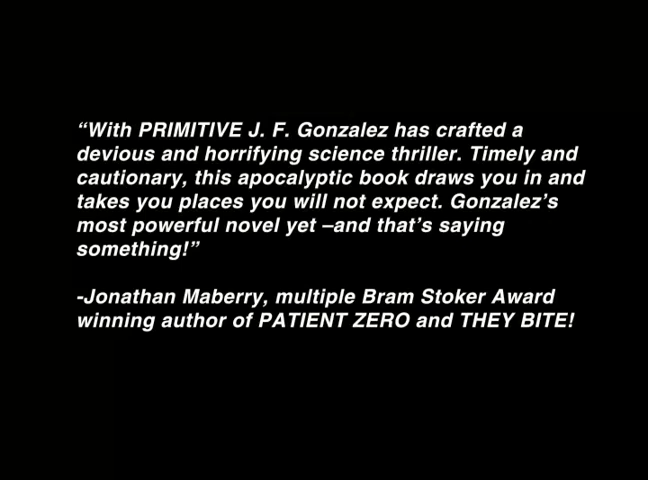 “With PRIMITIVE J. F. Gonzalez has crafted a
devious and horrifying science thriller. Timely and
cautionary, this apocalyptic book draws you in and
takes you places you will not expect. Gonzalez’s
most powerful novel yet –and that’s saying
something!”
-Jonathan Maberry, multiple Bram Stoker Award
winning author of PATIENT ZERO and THEY BITE!